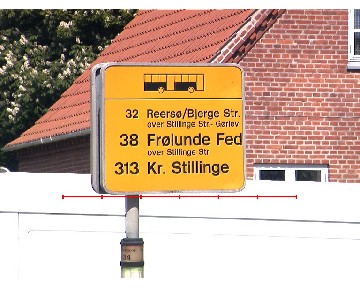 32 Reersø/Bjerge Str.
over Stillinge Str.- Gørlev
38 Frølunde Fed
over Stillinge Str
313 Kr. Stillinge